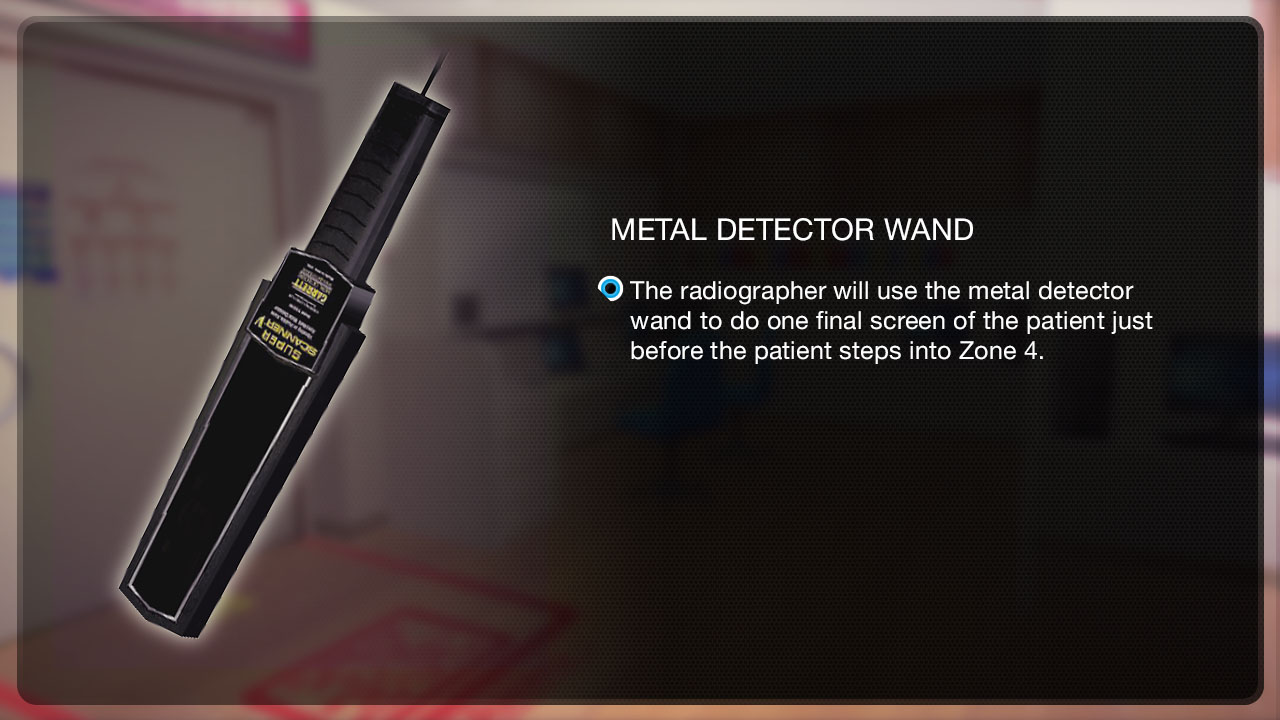 METAL DETECTOR WAND
The radiographer will use the metal detector
wand to do one final screen of the patient just
before the patient steps into Zone 4.
GARRETT
SUPER
SCANNER V